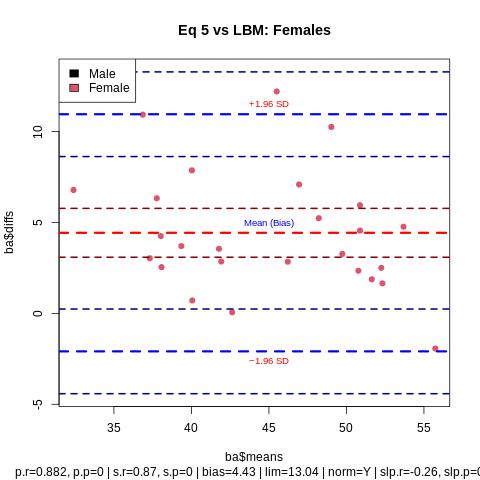 Eq 5 vs LBM: Females
Male
Female
+1.96 SD
Mean (Bias)
−1.96 SD
ba$diffs
10
5
0
-5
35 40 45 50 55
ba$means
p.r=0.882, p.p=0 | s.r=0.87, s.p=0 | bias=4.43 | lim=13.04 | norm=Y | slp.r=-0.26, slp.p=0